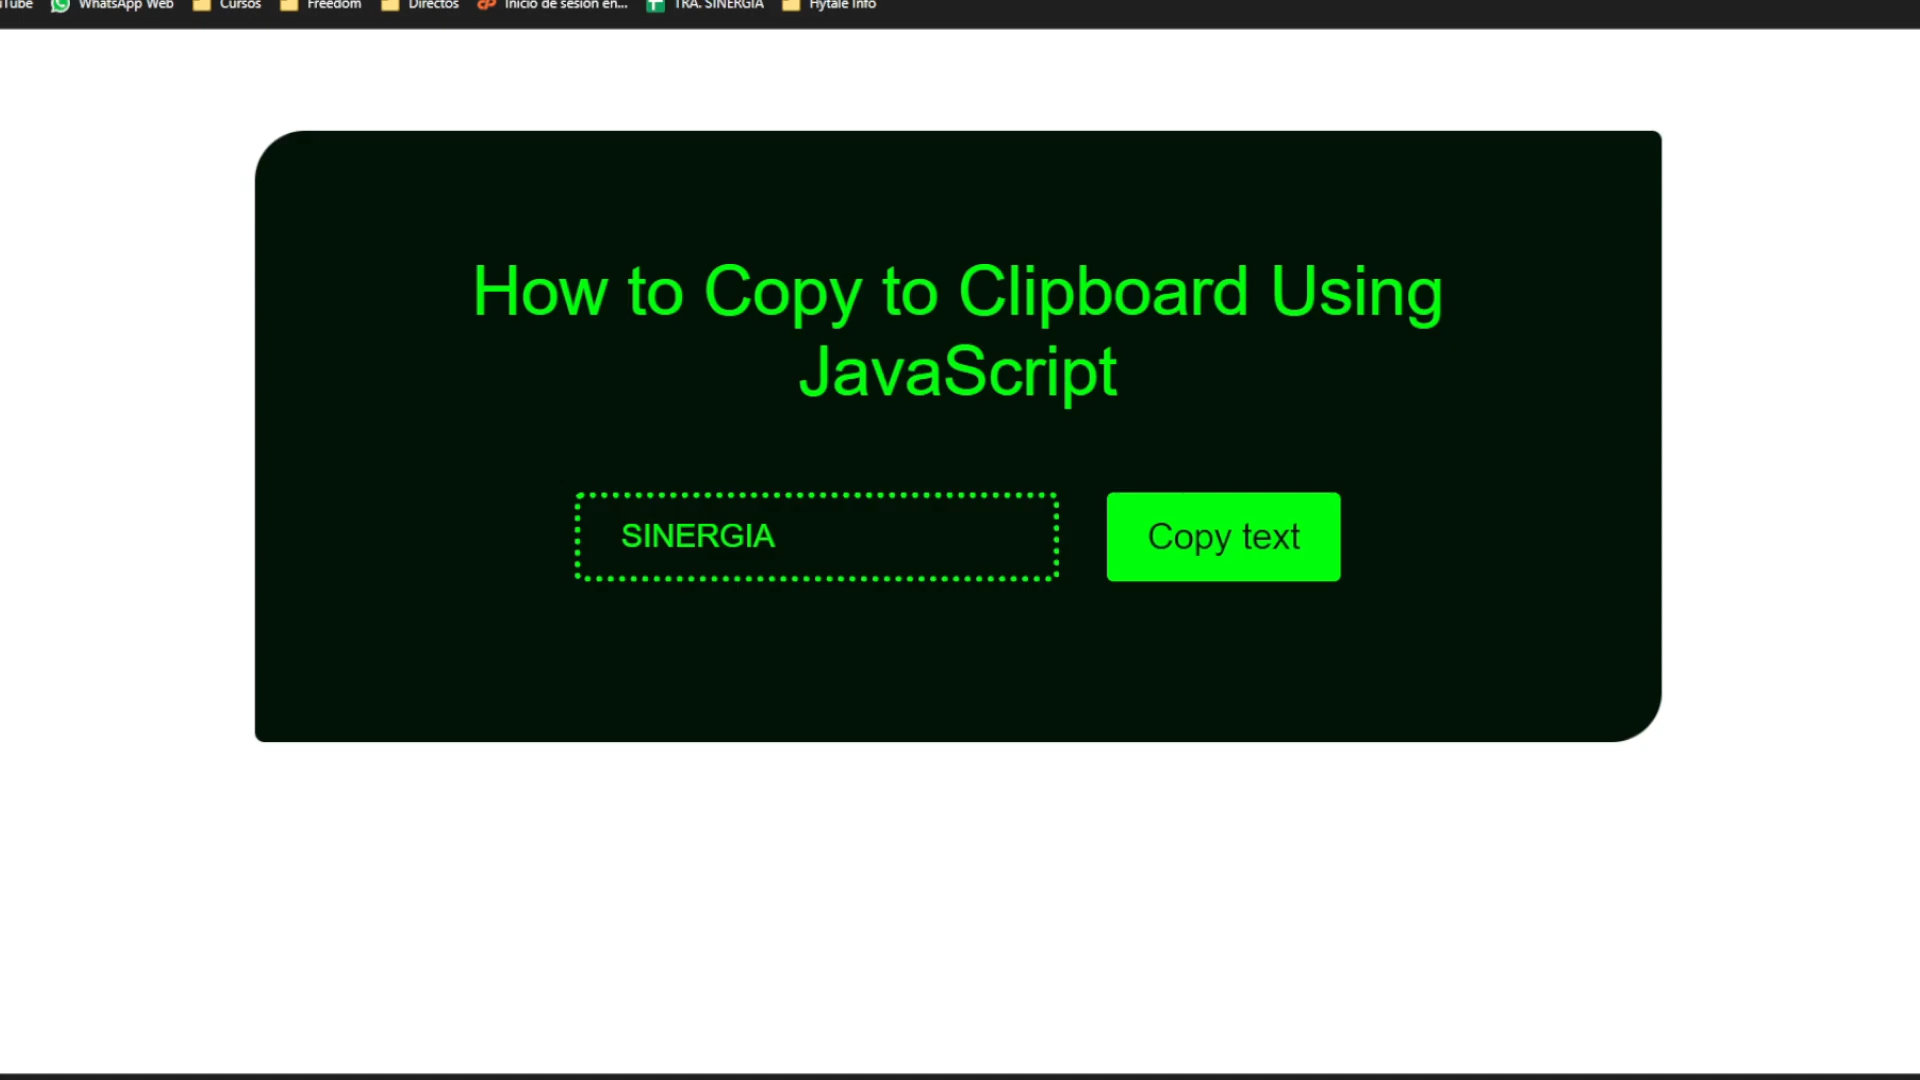 WhatsApp Web Cursos Freedom Directos Inicio de sesión en... TRA. SINERGIA Hytale Info
How to Copy to Clipboard Using
JavaScript
SINERGIA Copy text